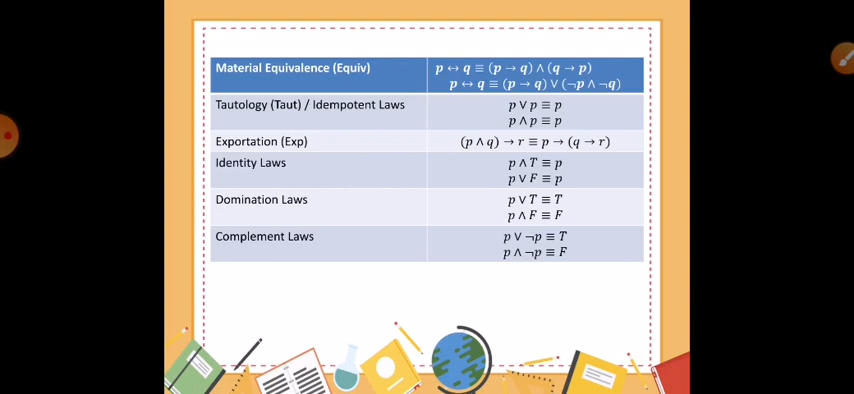 Material Equivalence (Equiv)
p ↔ q ≡ (p → q) ∧ (q → p)
p ↔ q ≡ (p → q) ∨ (¬p ∧ ¬q)
Tautology (Taut) / Idempotent Laws
p ∨ p ≡ p
p ∧ p ≡ p
Exportation (Exp)
(p ∧ q) → r ≡ p → (q → r)
Identity Laws
p ∧ T ≡ p
p ∨ F ≡ p
Domination Laws
p ∨ T ≡ T
p ∧ F ≡ F
Complement Laws
p ∨ ¬p ≡ T
p ∧ ¬p ≡ F